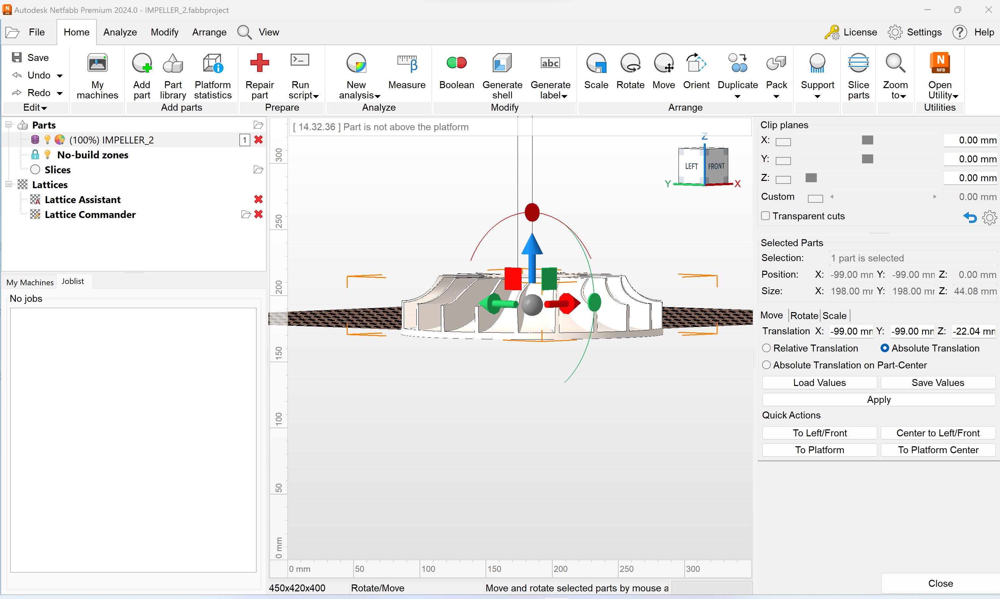 Autodesk Netfabb Premium 2024.0 - IMPELLER_2.fabbproject
File Home Analyze Modify Arrange View License Settings Help
Save
Undo
Redo
Edit
My machines
Add part
Part library
Platform statistics
Add parts
Repair part
Run script
Prepare
New analysis
Measure
Analyze
Boolean
Generate shell
abc
Generate label
Modify
Scale
Rotate
Move
Orient
Duplicate
Pack
Arrange
Support
Slice parts
Zoom to
N
NFB
Open Utility
Utilities
Parts
(100%) IMPELLER_2 1
No-build zones
Slices
Lattices
Lattice Assistant
Lattice Commander
My Machines Joblist
No jobs
[ 14.32.36 ] Part is not above the platform
Z
LEFT FRONT
Y X
300
250
200
150
100
50
0 mm
0 mm 50 100 150 200 250 300
450x420x400 Rotate/Move Move and rotate selected parts by mouse a
Clip planes
X: 0.00 mm
Y: 0.00 mm
Z: 0.00 mm
Custom 0.00 mm
Transparent cuts
Selected Parts
Selection: 1 part is selected
Position: X: -99.00 mm Y: -99.00 mm Z: 0.00 mm
Size: X: 198.00 mm Y: 198.00 mm Z: 44.08 mm
Move Rotate Scale
Translation X: -99.00 mm Y: -99.00 mm Z: -22.04 mm
Relative Translation Absolute Translation
Absolute Translation on Part-Center
Load Values Save Values
Apply
Quick Actions
To Left/Front Center to Left/Front
To Platform To Platform Center
Close